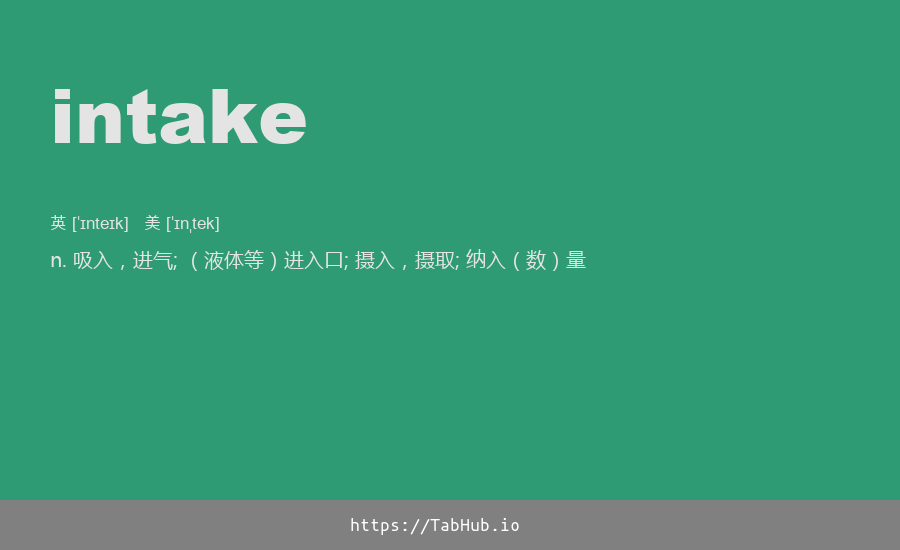 intake
英 [ˈɪnteɪk] 美 [ˈɪnˌtek]
n. 吸入，进气; （液体等）进入口; 摄入，摄取; 纳入（数）量
https://TabHub.io